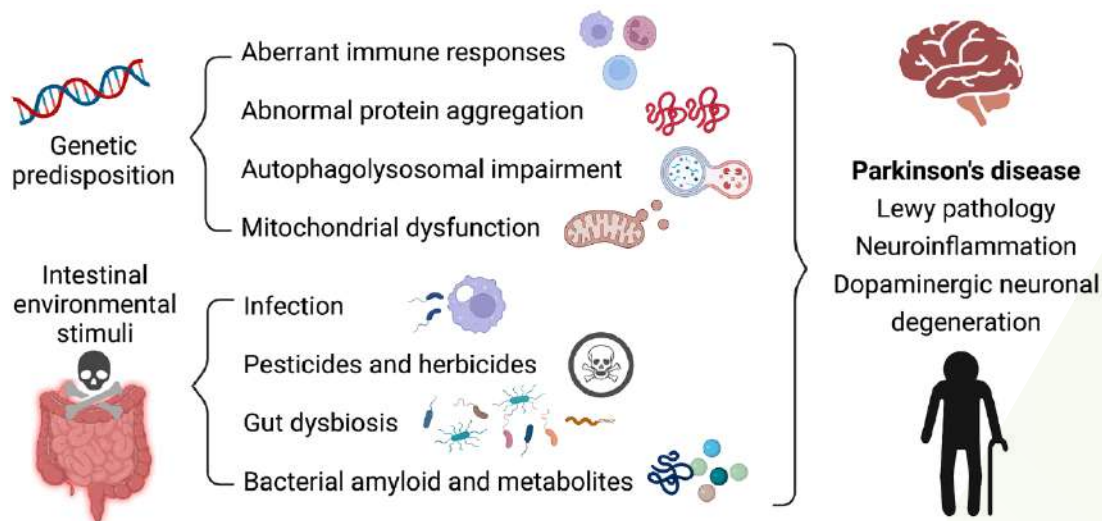 Genetic
predisposition
Aberrant immune responses
Abnormal protein aggregation
Autophagolysosomal impairment
Mitochondrial dysfunction
Intestinal
environmental
stimuli
Infection
Pesticides and herbicides
Gut dysbiosis
Bacterial amyloid and metabolites
Parkinson's disease
Lewy pathology
Neuroinflammation
Dopaminergic neuronal
degeneration